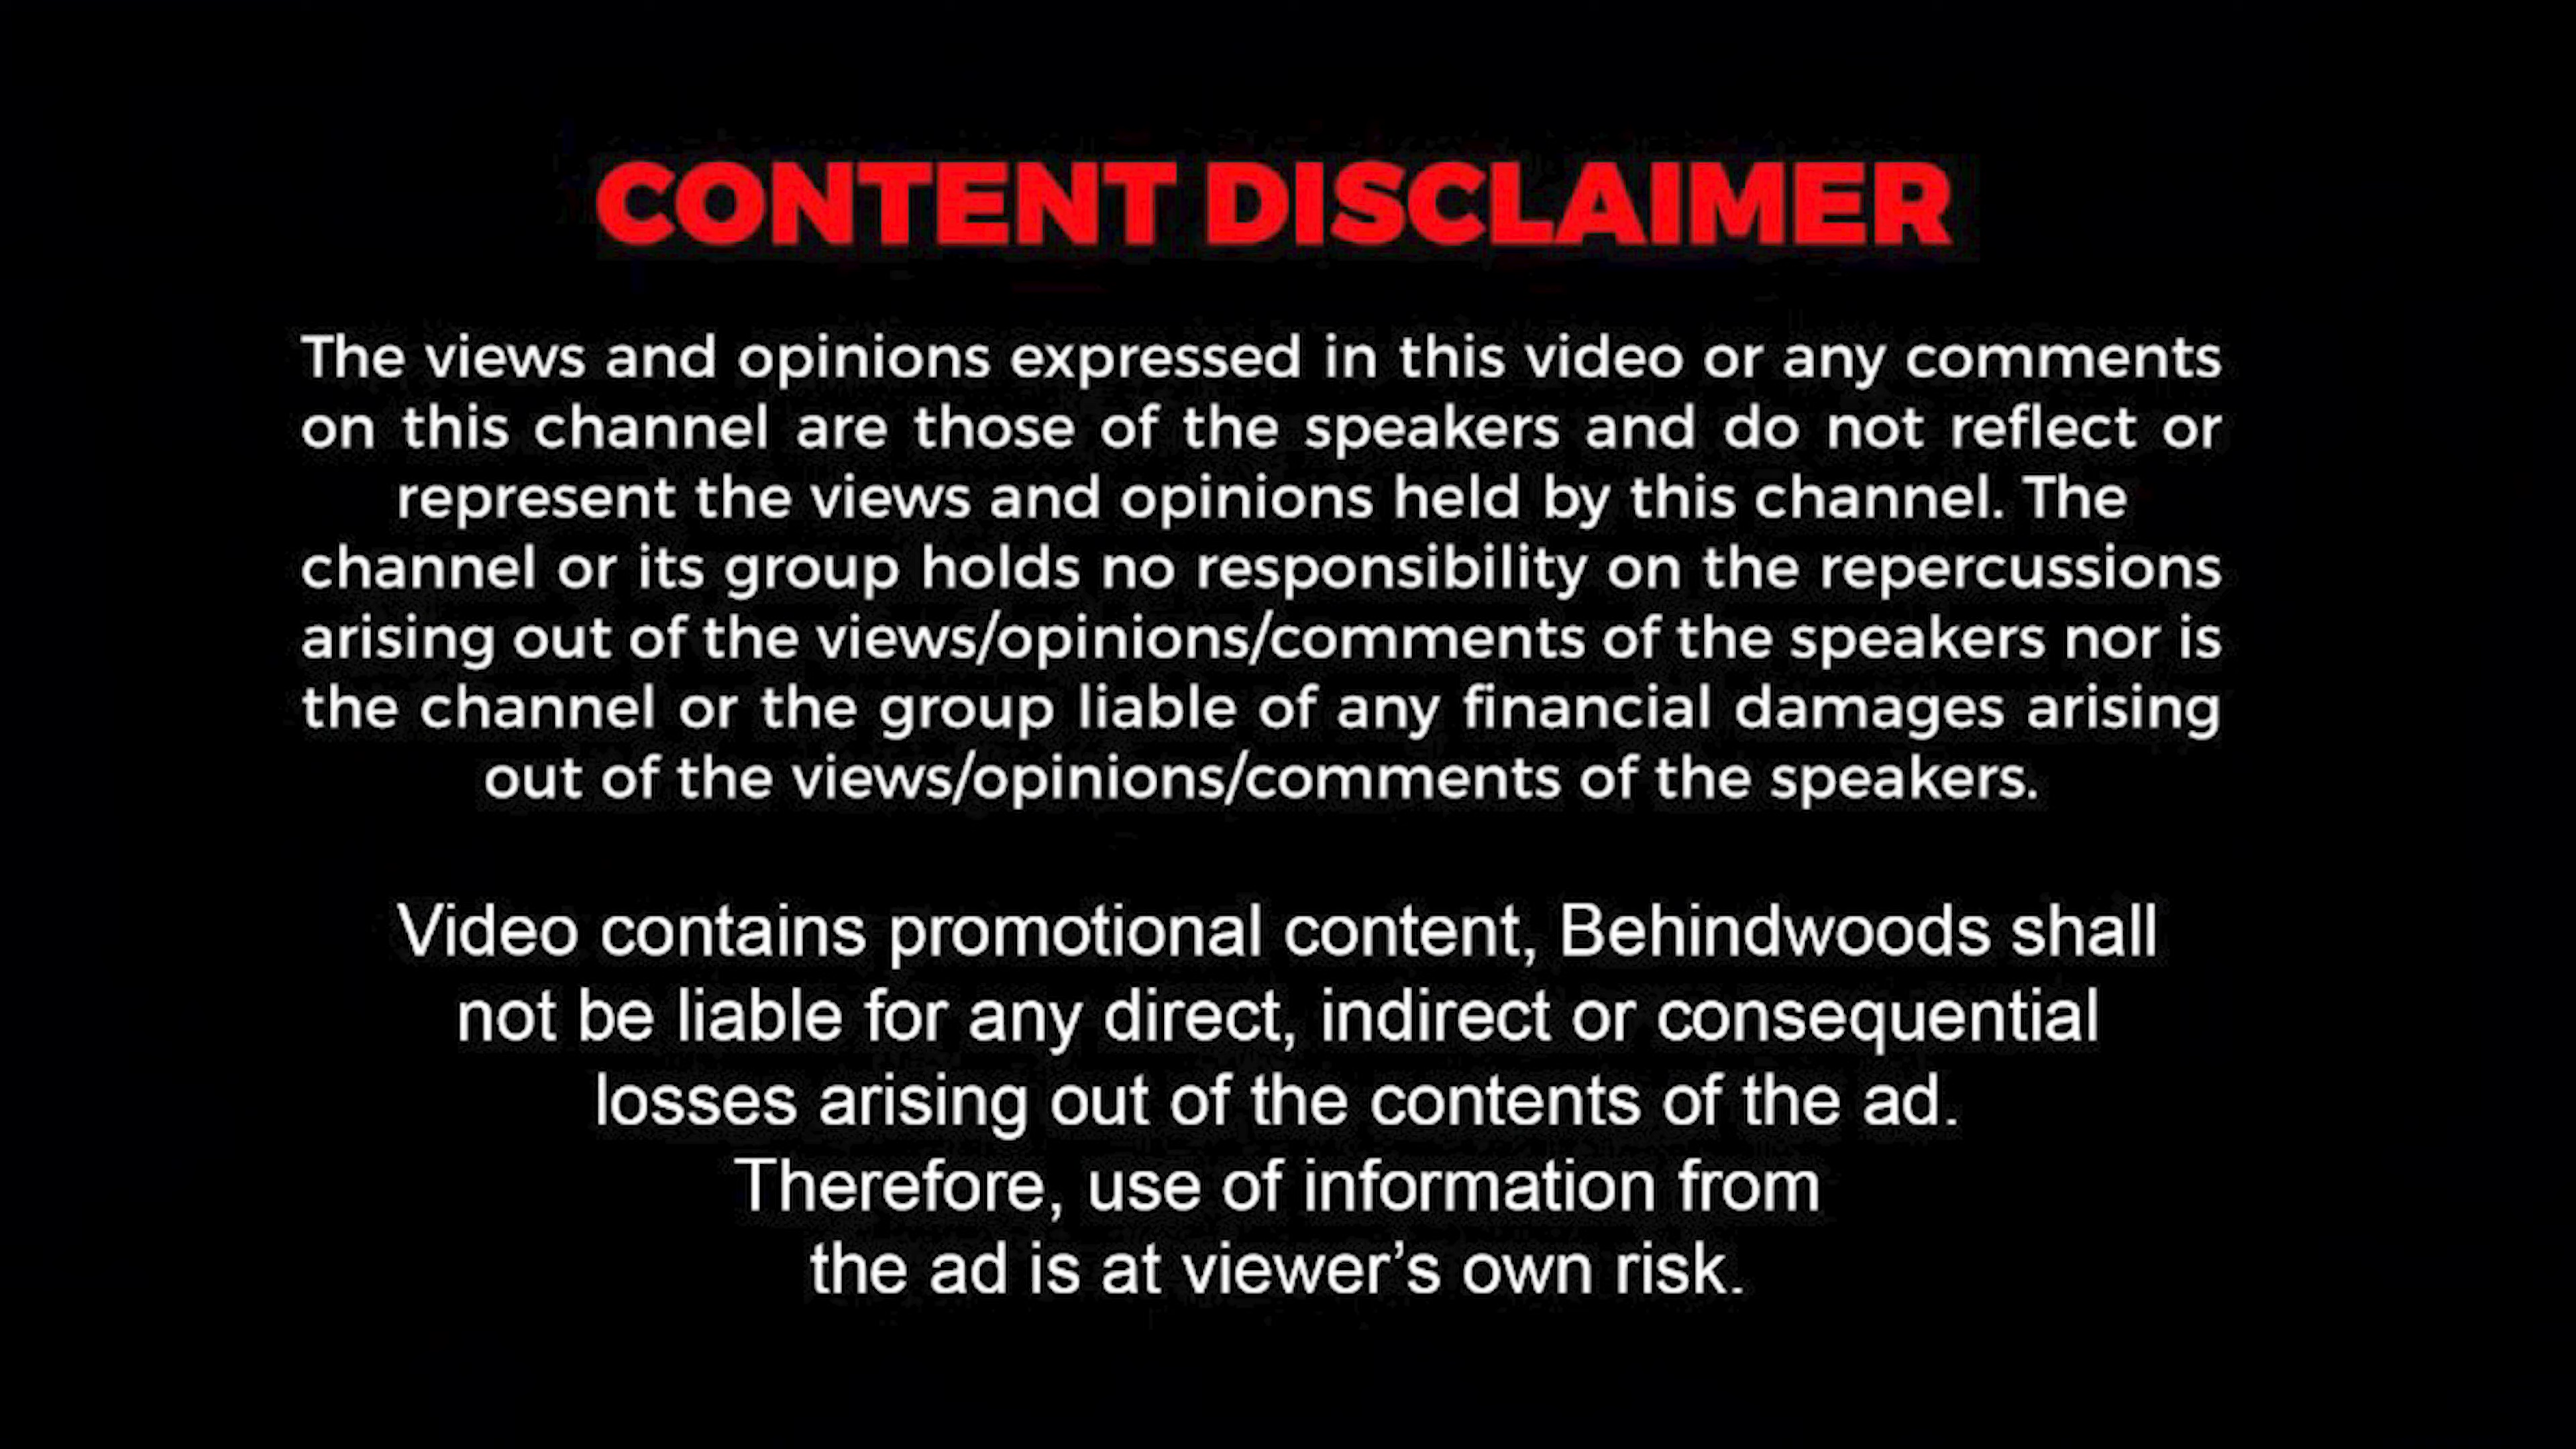 CONTENT DISCLAIMER
The views and opinions expressed in this video or any comments
on this channel are those of the speakers and do not reflect or
represent the views and opinions held by this channel. The
channel or its group holds no responsibility on the repercussions
arising out of the views/opinions/comments of the speakers nor is
the channel or the group liable of any financial damages arising
out of the views/opinions/comments of the speakers.
Video contains promotional content, Behindwoods shall
not be liable for any direct, indirect or consequential
losses arising out of the contents of the ad.
Therefore, use of information from
the ad is at viewer’s own risk.